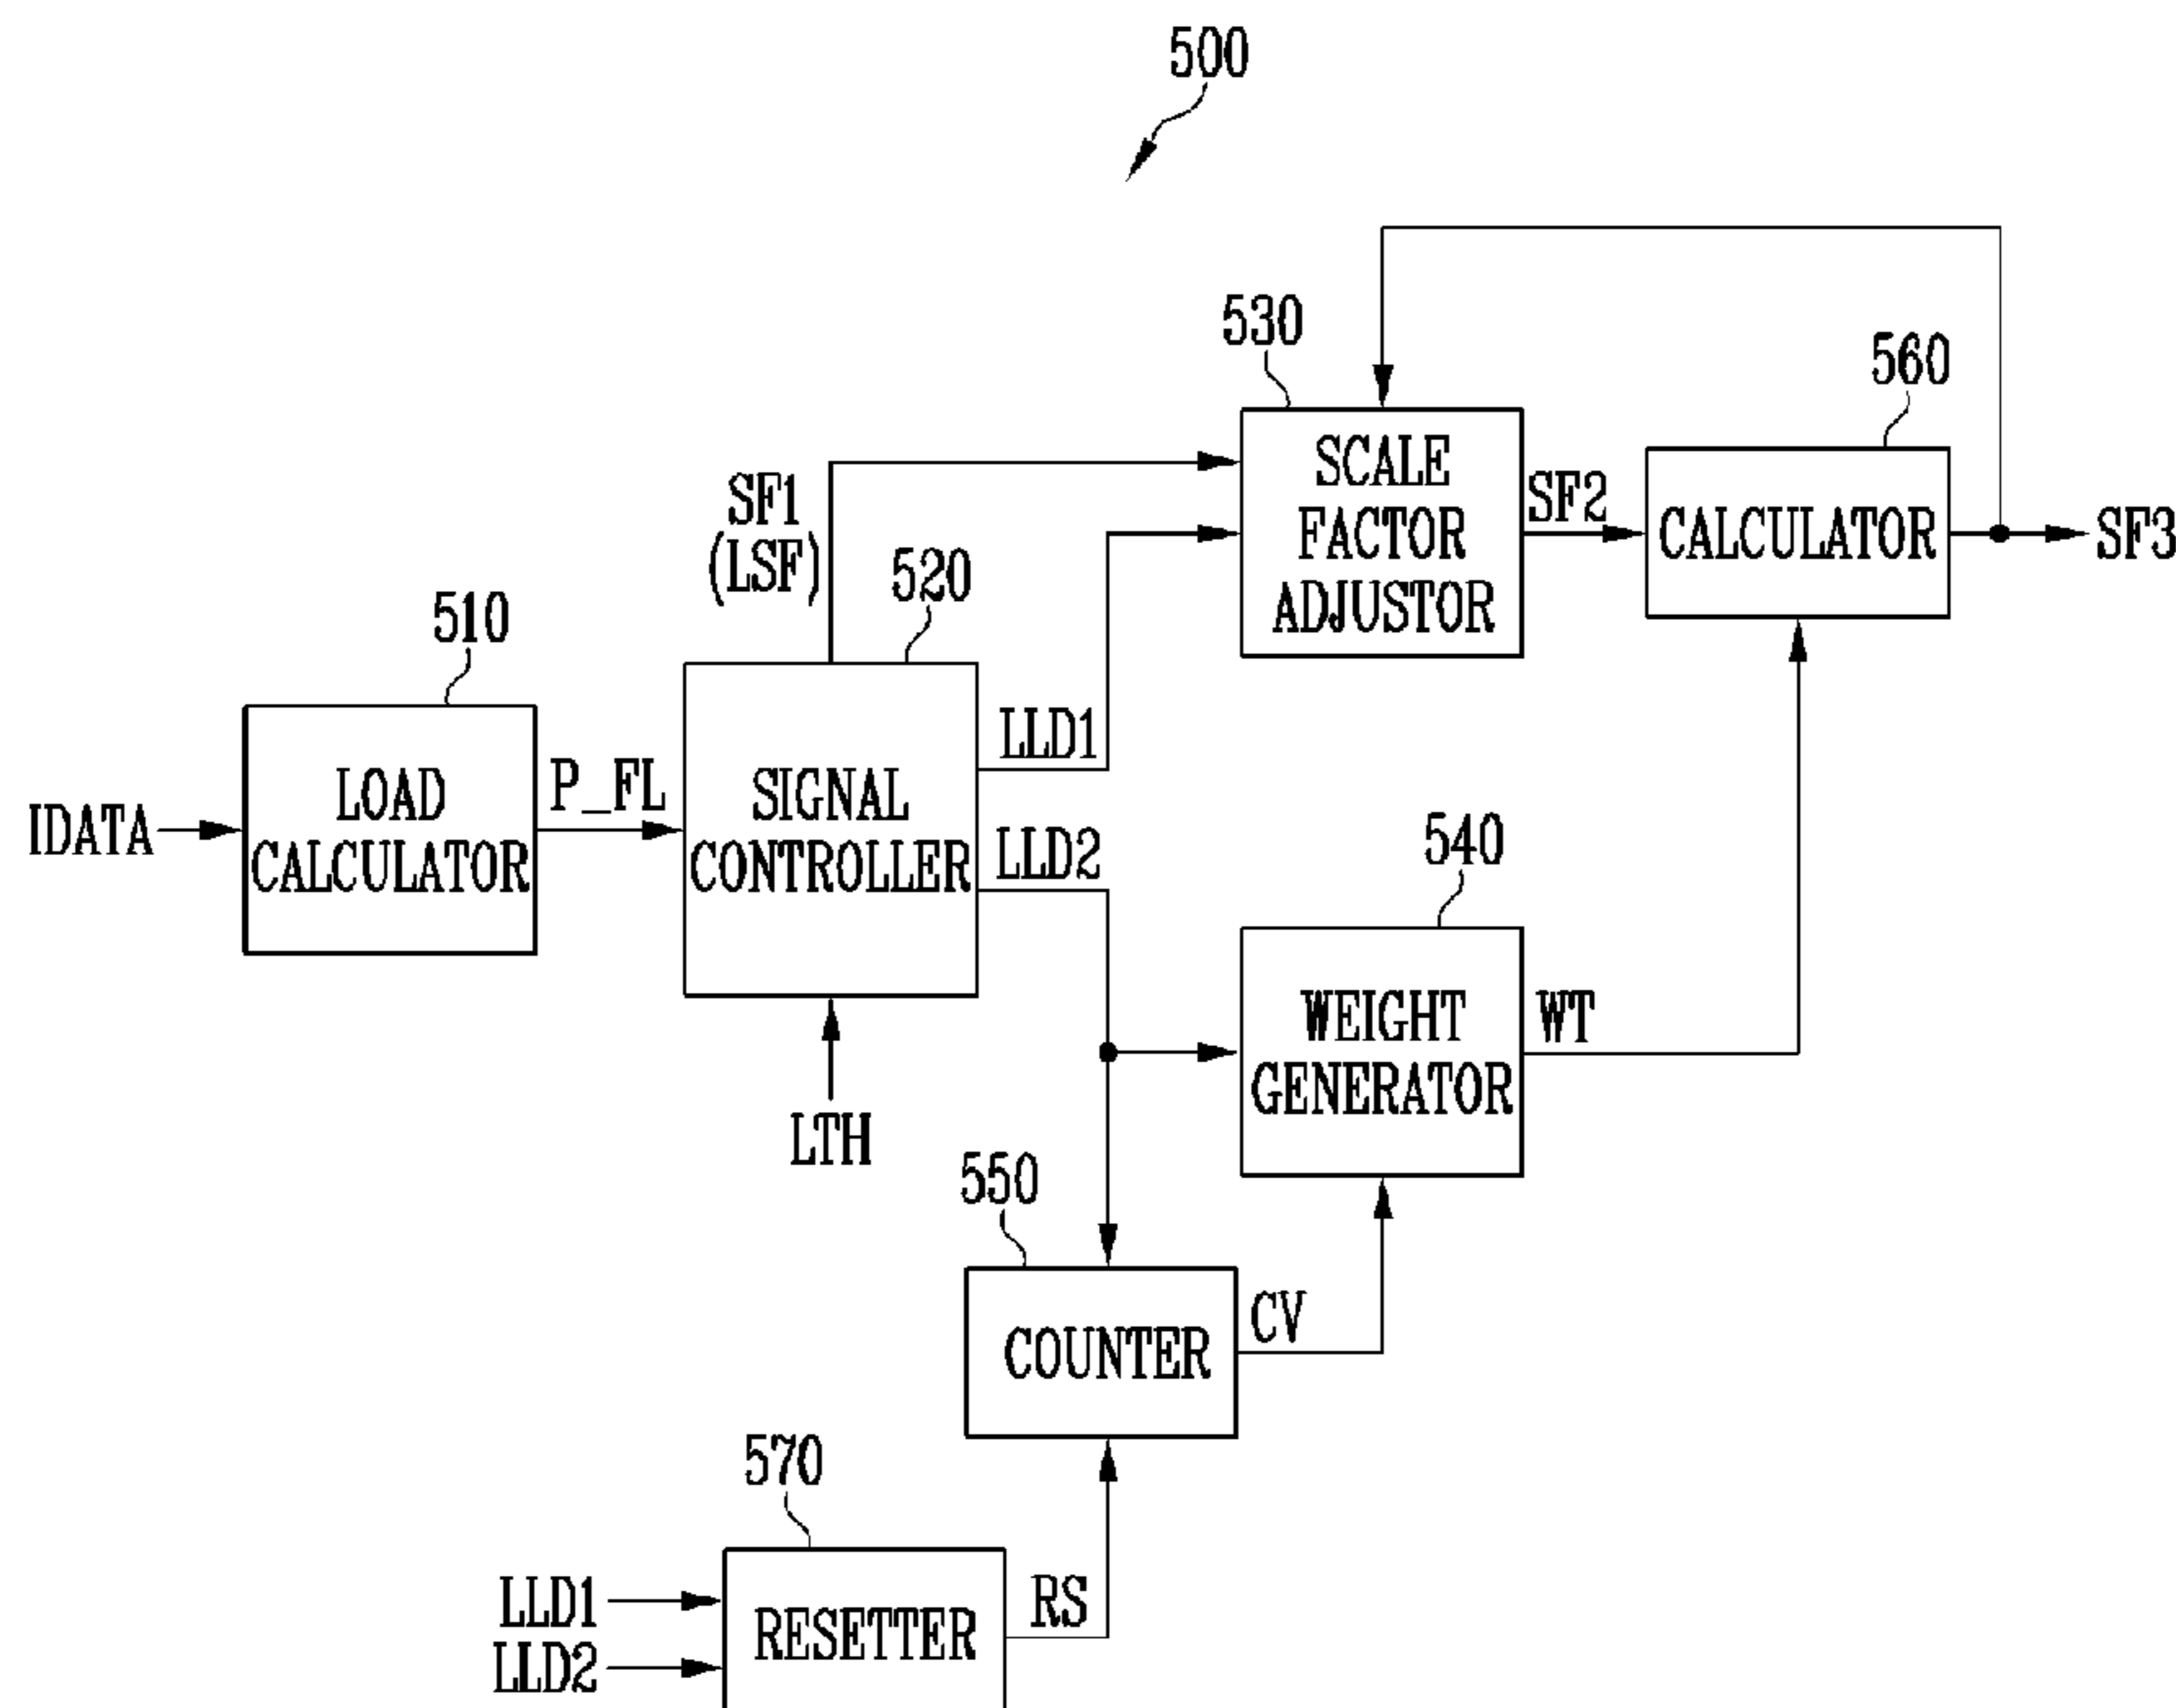 500
530
560
SCALE
FACTOR
ADJUSTOR
SF2
CALCULATOR
SF3
SF1
(LSF)
520
510
LLD1
P_FL
LOAD
CALCULATOR
SIGNAL
CONTROLLER
IDATA
LLD2
540
WEIGHT
GENERATOR
WT
LTH
550
COUNTER
CV
570
LLD1
LLD2
RESETTER
RS